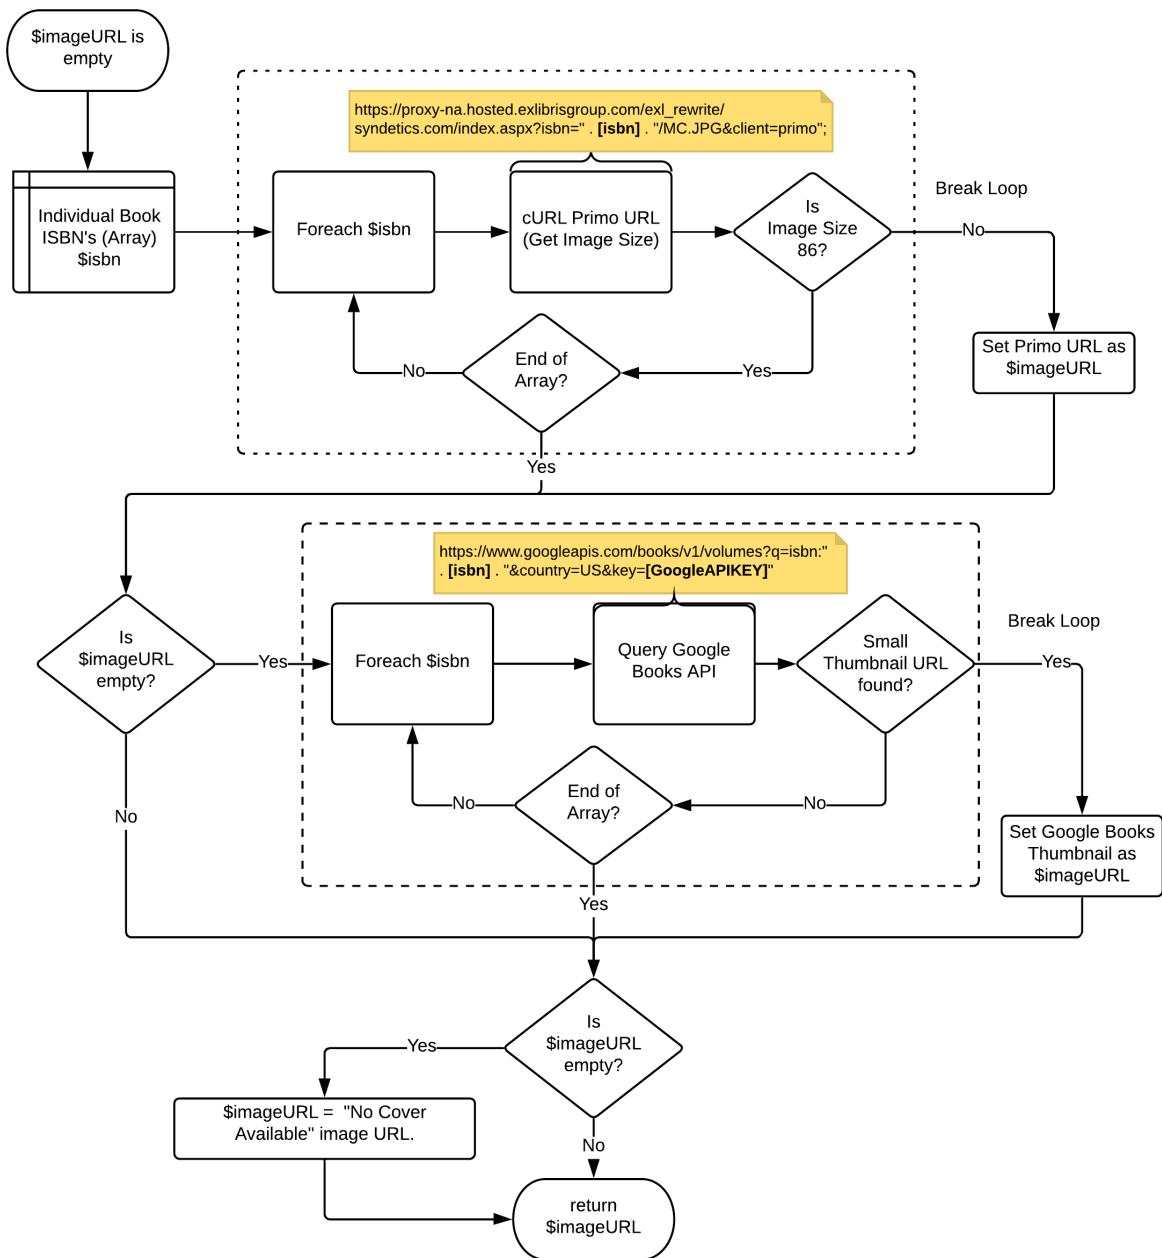 $imageURL is
empty
https://proxy-na.hosted.exlibrisgroup.com/exl_rewrite/
syndetics.com/index.aspx?isbn=" . [isbn] . "/MC.JPG&client=primo";
Individual Book
ISBN's (Array)
$isbn
Foreach $isbn
cURL Primo URL
(Get Image Size)
Is
Image Size
86?
Break Loop
No
Set Primo URL as
$imageURL
Yes
End of
Array?
No
Yes
https://www.googleapis.com/books/v1/volumes?q=isbn:"
. [isbn] . "&country=US&key=[GoogleAPIKEY]"
Is
$imageURL
empty?
Yes
Foreach $isbn
Query Google
Books API
Small
Thumbnail URL
found?
Break Loop
Yes
Set Google Books
Thumbnail as
$imageURL
No
End of
Array?
No
No
Yes
Is
$imageURL
empty?
Yes
$imageURL =  "No Cover
Available" image URL.
No
return
$imageURL